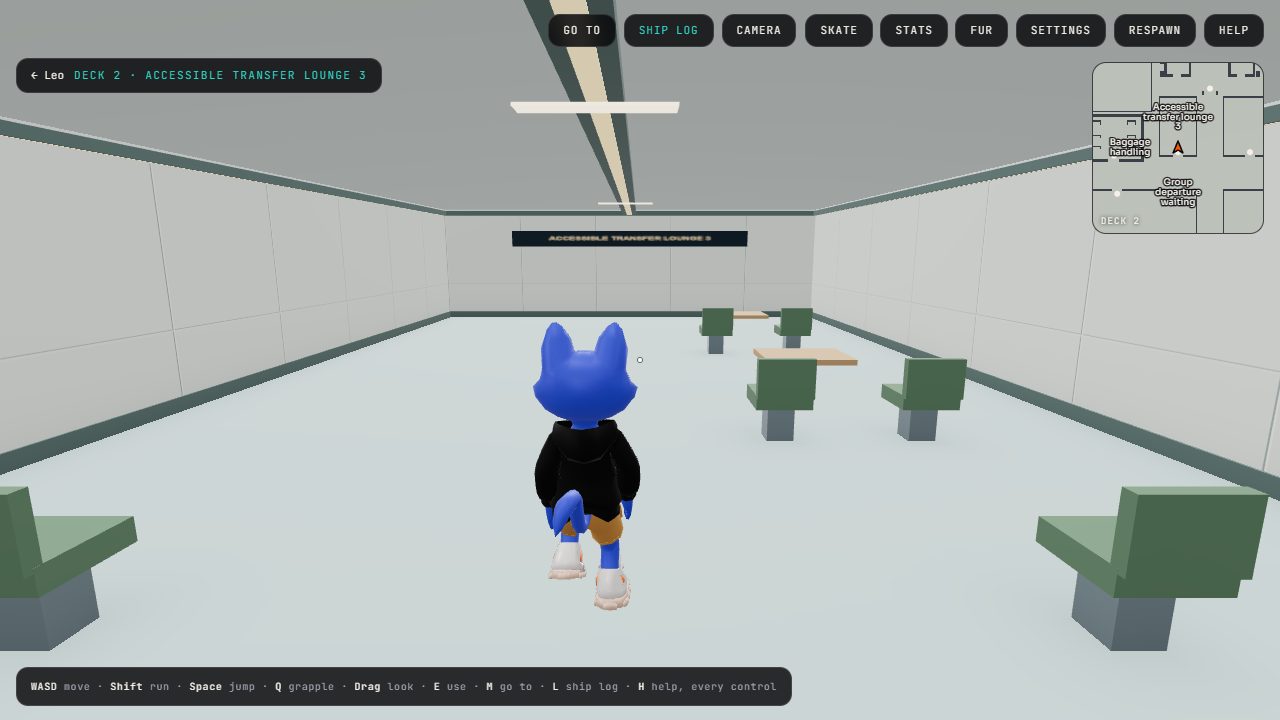 GO TO
SHIP LOG
CAMERA
SKATE
STATS
FUR
SETTINGS
RESPAWN
HELP
← Leo DECK 2 · ACCESSIBLE TRANSFER LOUNGE 3
Accessible
transfer lounge
3
Baggage
handling
Group
departure
waiting
DECK 2
ACCESSIBLE TRANSFER LOUNGE 3
WASD move · Shift run · Space jump · Q grapple · Drag look · E use · M go to · L ship log · H help, every control